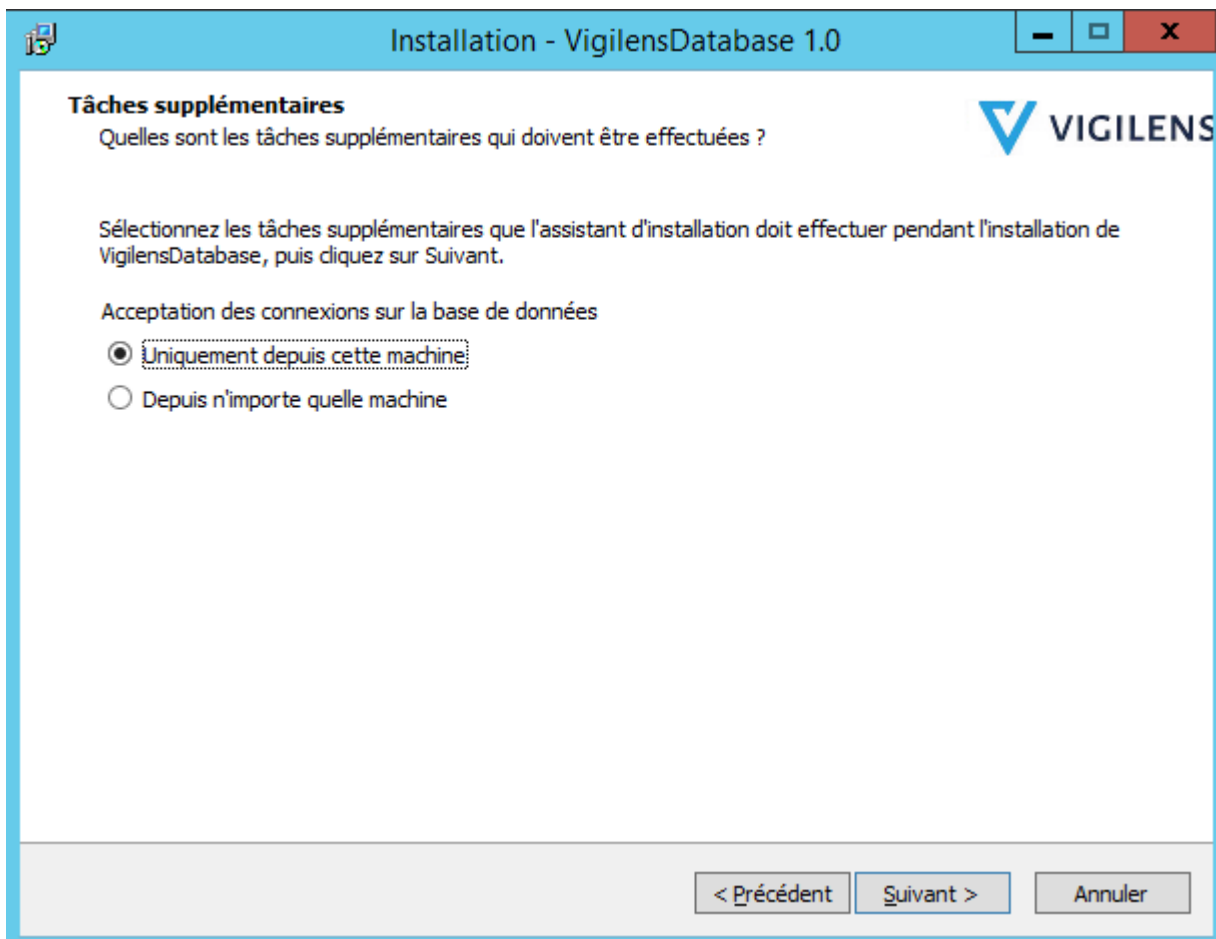 Installation - VigilensDatabase 1.0
Tâches supplémentaires
Quelles sont les tâches supplémentaires qui doivent être effectuées ?
VIGILENS
Sélectionnez les tâches supplémentaires que l'assistant d'installation doit effectuer pendant l'installation de
VigilensDatabase, puis cliquez sur Suivant.
Acceptation des connexions sur la base de données
Uniquement depuis cette machine
Depuis n'importe quelle machine
< Précédent Suivant > Annuler